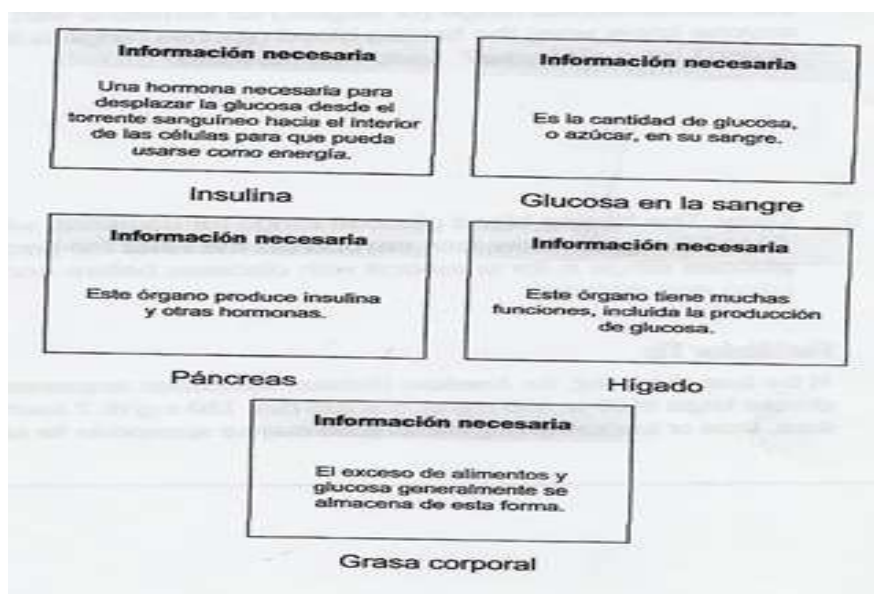 Información necesaria
Una hormona necesaria para
desplazar la glucosa desde el
torrente sanguíneo hacia el interior
de las células para que pueda
usarse como energía.
Insulina
Información necesaria
Es la cantidad de glucosa,
o azúcar, en su sangre.
Glucosa en la sangre
Información necesaria
Este órgano produce insulina
y otras hormonas.
Páncreas
Información necesaria
Este órgano tiene muchas
funciones, incluida la producción
de glucosa.
Hígado
Información necesaria
El exceso de alimentos y
glucosa generalmente se
almacena de esta forma.
Grasa corporal